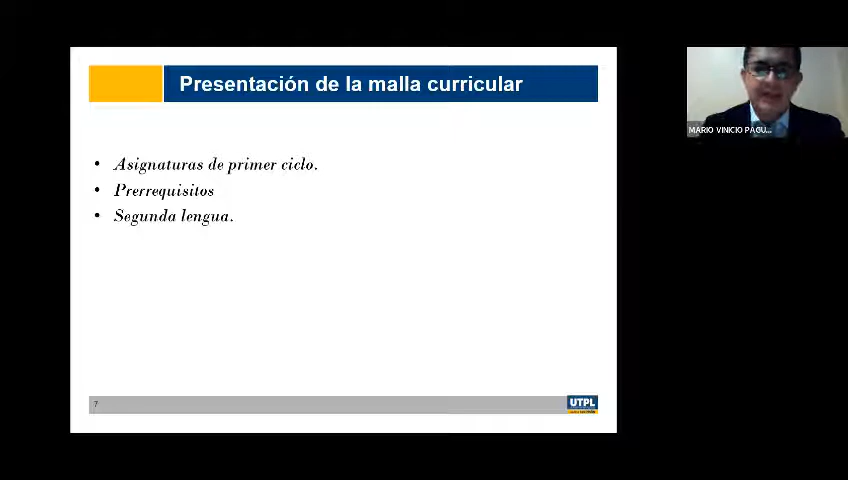 Presentación de la malla curricular
MARIO VINICIO PAGU...
• Asignaturas de primer ciclo.
• Prerrequisitos
• Segunda lengua.
7
UTPL